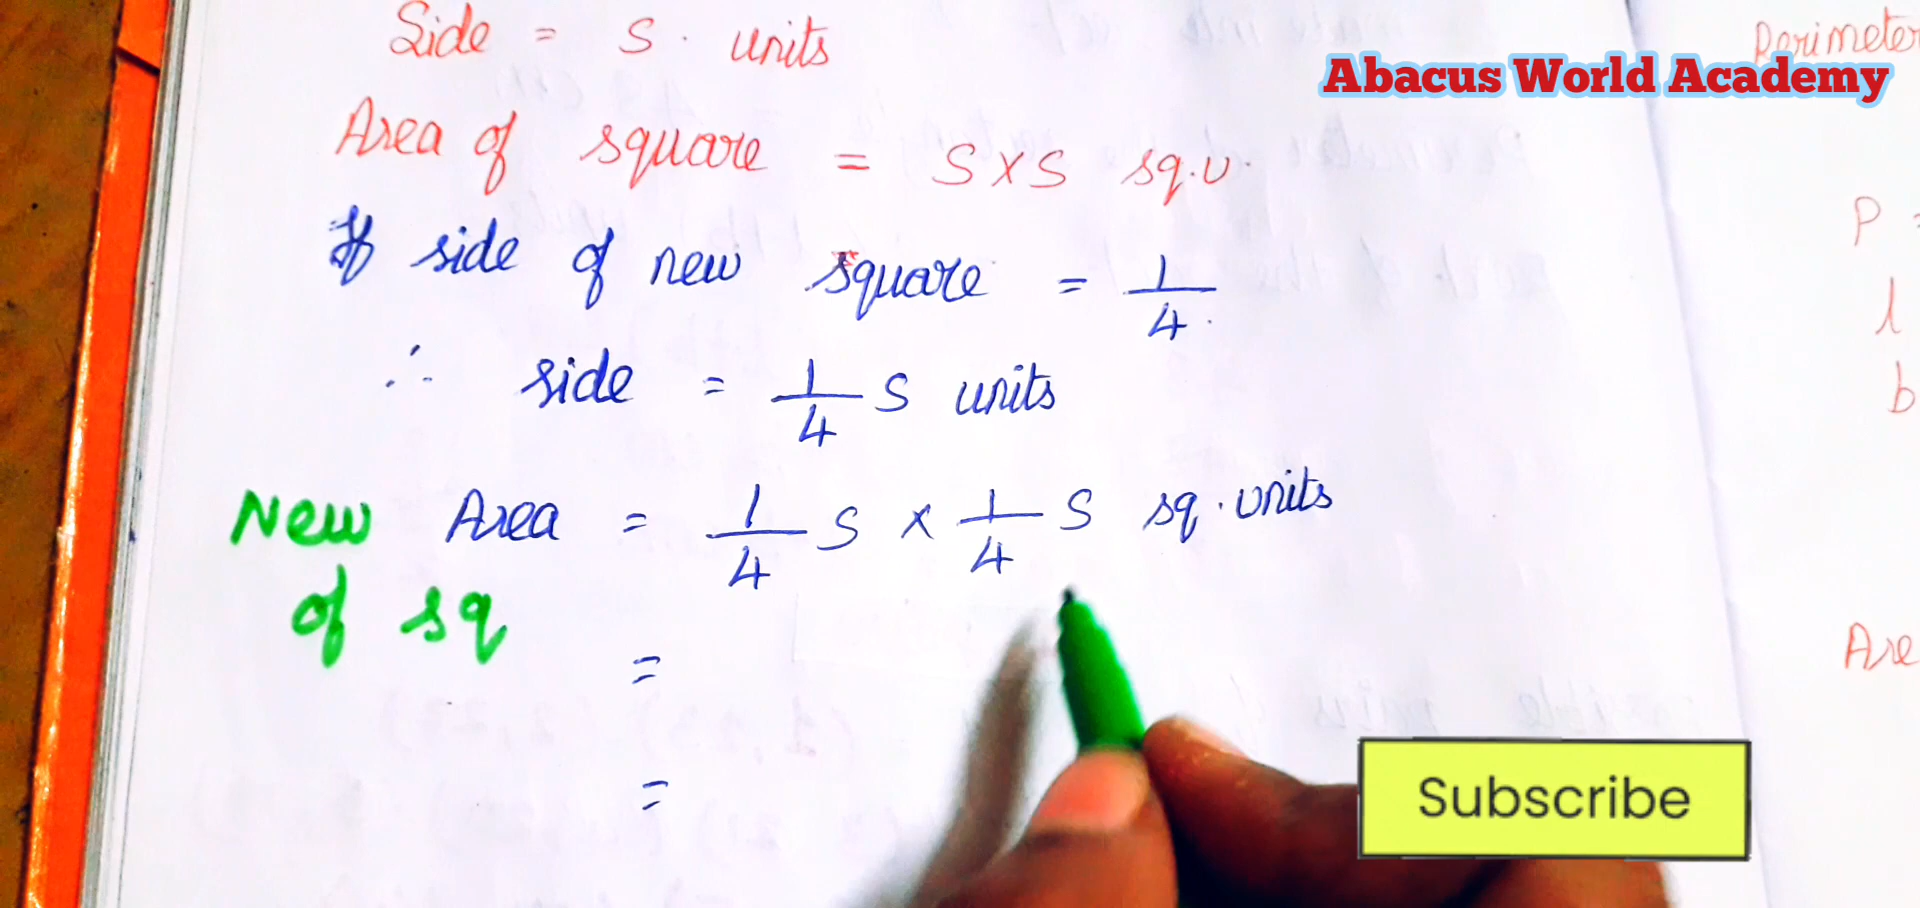 Side = S. units
Abacus World Academy
Perimeter
Area of square = S×S sq.u.
If side of new square = 1/4.
∴ side = 1/4 S units
New Area = 1/4 S × 1/4 S sq.units
of sq
=
=
P =
l
b
Are
Subscribe